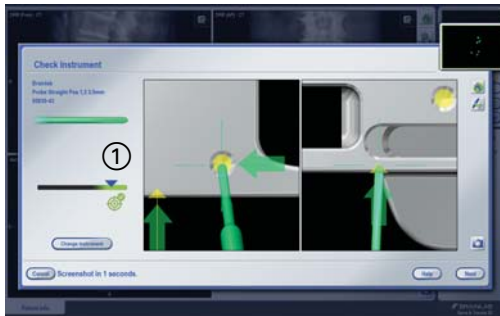 Check Instrument
Brainlab
Probe Straight Pea 1,2 3.5mm
①
Change Instrument
Cancel
Screenshot in 1 seconds.
Help
Next